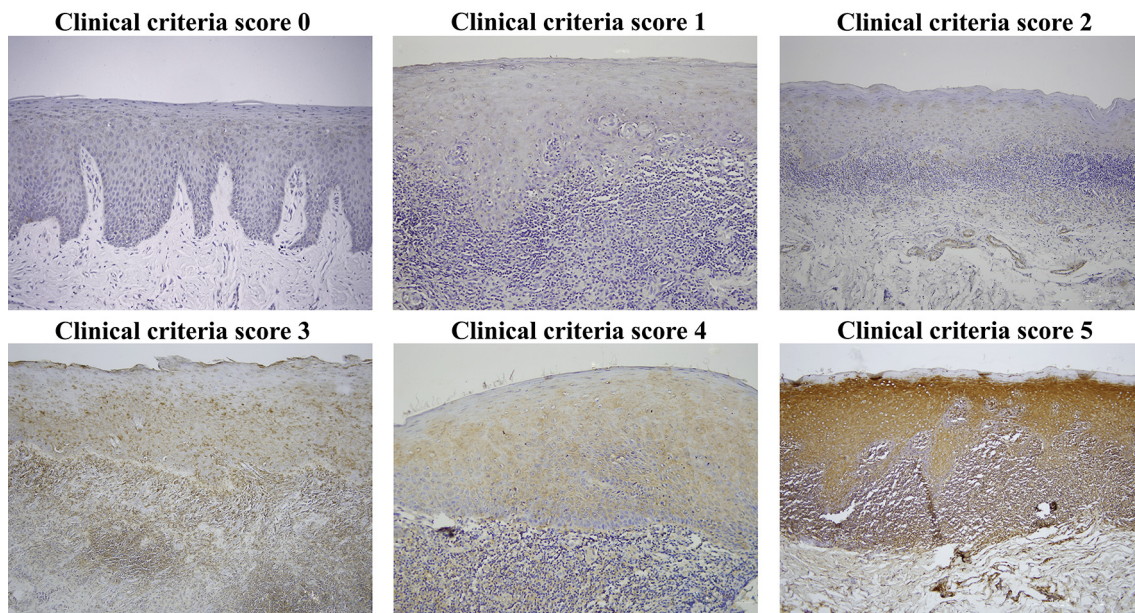 Clinical criteria score 0
Clinical criteria score 1
Clinical criteria score 2
Clinical criteria score 3
Clinical criteria score 4
Clinical criteria score 5